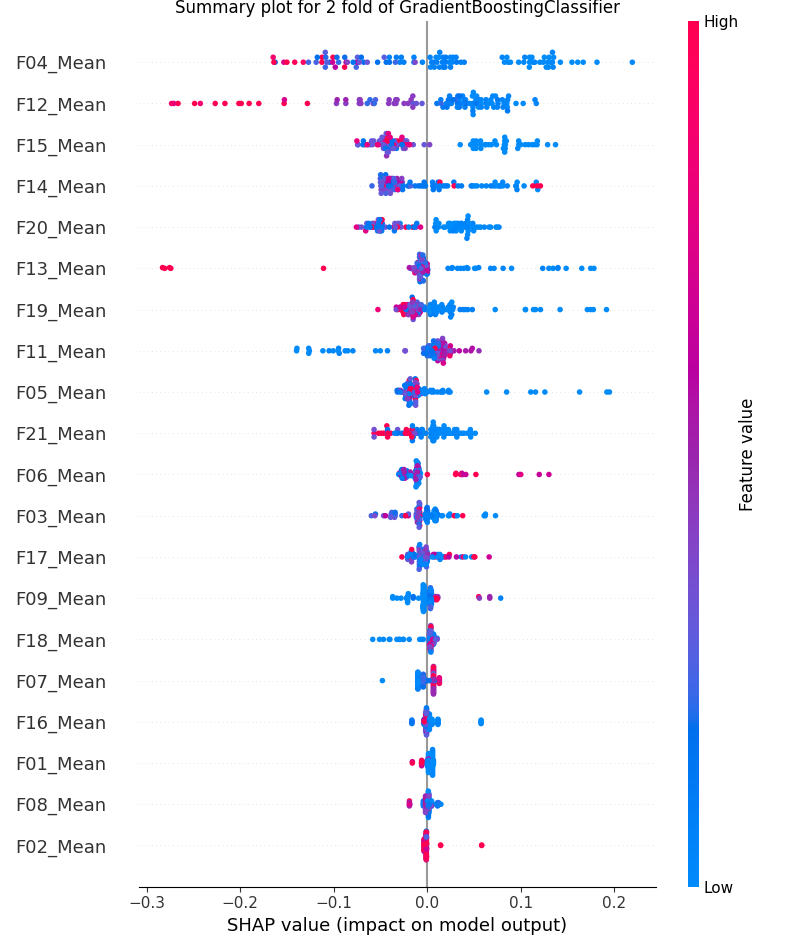 Summary plot for 2 fold of GradientBoostingClassifier
High
F04_Mean
F12_Mean
F15_Mean
F14_Mean
F20_Mean
F13_Mean
F19_Mean
F11_Mean
F05_Mean
F21_Mean
F06_Mean
F03_Mean
F17_Mean
F09_Mean
F18_Mean
F07_Mean
F16_Mean
F01_Mean
F08_Mean
F02_Mean
Feature value
Low
−0.3 −0.2 −0.1 0.0 0.1 0.2
SHAP value (impact on model output)